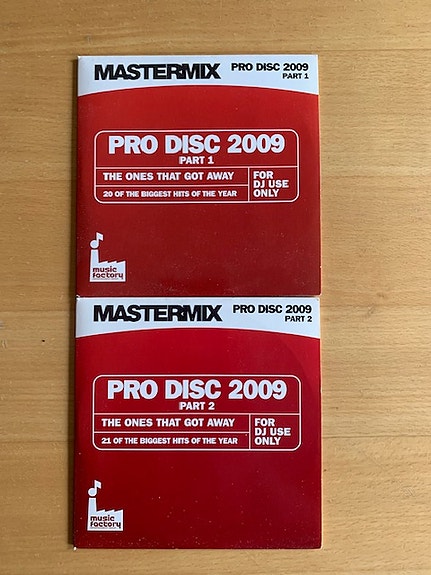 MASTERMIX PRO DISC 2009
PART 1
PRO DISC 2009
PART 1
THE ONES THAT GOT AWAY
20 OF THE BIGGEST HITS OF THE YEAR
FOR
DJ USE
ONLY
music
factory
MASTERMIX PRO DISC 2009
PART 2
PRO DISC 2009
PART 2
THE ONES THAT GOT AWAY
21 OF THE BIGGEST HITS OF THE YEAR
FOR
DJ USE
ONLY
music
factory